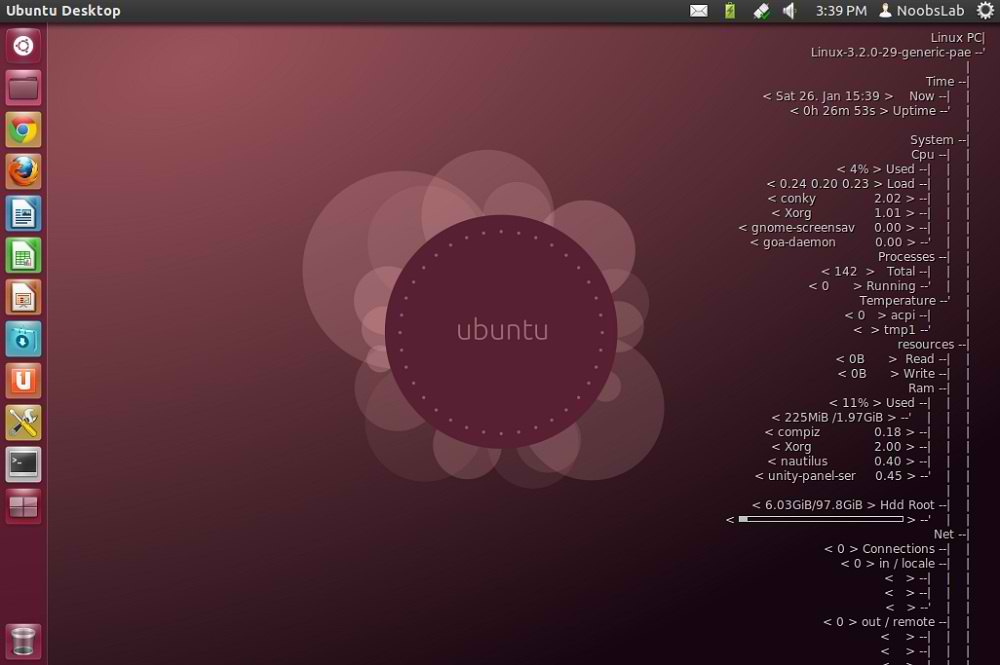 Ubuntu Desktop
3:39 PM NoobsLab
Linux PC|
Linux-3.2.0-29-generic-pae --'
|
Time --|
< Sat 26. Jan 15:39 > Now --| |
< 0h 26m 53s > Uptime --' |
|
System --|
Cpu --| |
< 4% > Used --| | |
< 0.24 0.20 0.23 > Load --| | |
< conky 2.02 > --| | |
< Xorg 1.01 > --| | |
< gnome-screensav 0.00 > --| | |
< goa-daemon 0.00 > --' | |
Processes --| |
< 142 > Total --| | |
< 0 > Running --' | |
Temperature --' |
< 0 > acpi --| |
< > tmp1 --' |
resources --|
< 0B > Read --| |
< 0B > Write --| |
Ram --| |
< 11% > Used --| | |
< 225MiB /1.97GiB > --' | |
< compiz 0.18 > --| | |
< Xorg 2.00 > --| | |
< nautilus 0.40 > --| | |
< unity-panel-ser 0.45 > --' | |
| |
< 6.03GiB/97.8GiB > Hdd Root --| |
< > --' | |
Net --|
< 0 > Connections --| |
< 0 > in / locale --| |
< > --| | |
< > --| | |
< > --' | |
< 0 > out / remote --| |
< > --| | |
< > --| | |
ubuntu